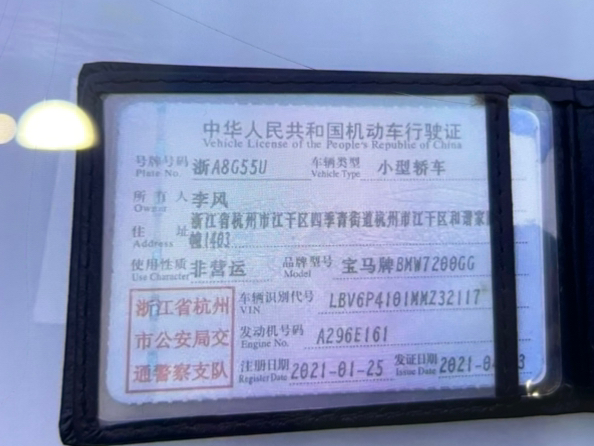 中华人民共和国机动车行驶证
Vehicle License of the People's Republic of China
号牌号码 Plate No. 浙A8G55U 车辆类型 Vehicle Type 小型轿车
所有人 Owner 李风
住址 Address 浙江省杭州市江干区四季青街道杭州市江干区和谐家
幢1403
使用性质 Use Character 非营运 品牌型号 Model 宝马牌BMW7200GG
浙江省杭州
市公安局交
通警察支队
车辆识别代号 VIN LBV6P4101MMZ32117
发动机号码 Engine No. A296E161
注册日期 Register Date 2021-01-25 发证日期 Issue Date 2021-0